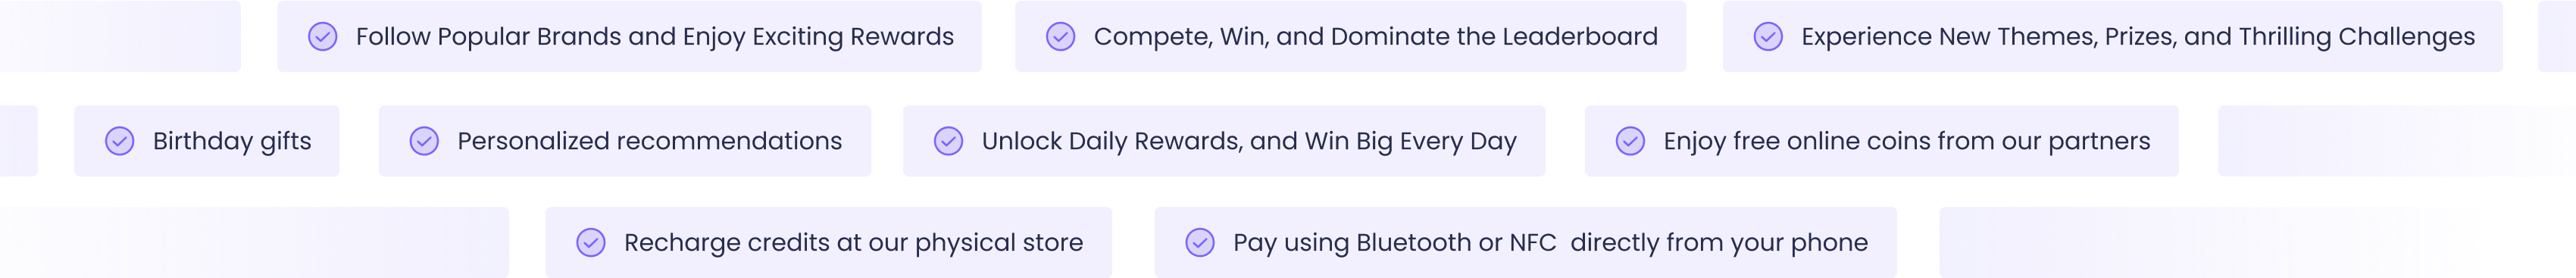 Follow Popular Brands and Enjoy Exciting Rewards
Compete, Win, and Dominate the Leaderboard
Experience New Themes, Prizes, and Thrilling Challenges
Birthday gifts
Personalized recommendations
Unlock Daily Rewards, and Win Big Every Day
Enjoy free online coins from our partners
Recharge credits at our physical store
Pay using Bluetooth or NFC  directly from your phone